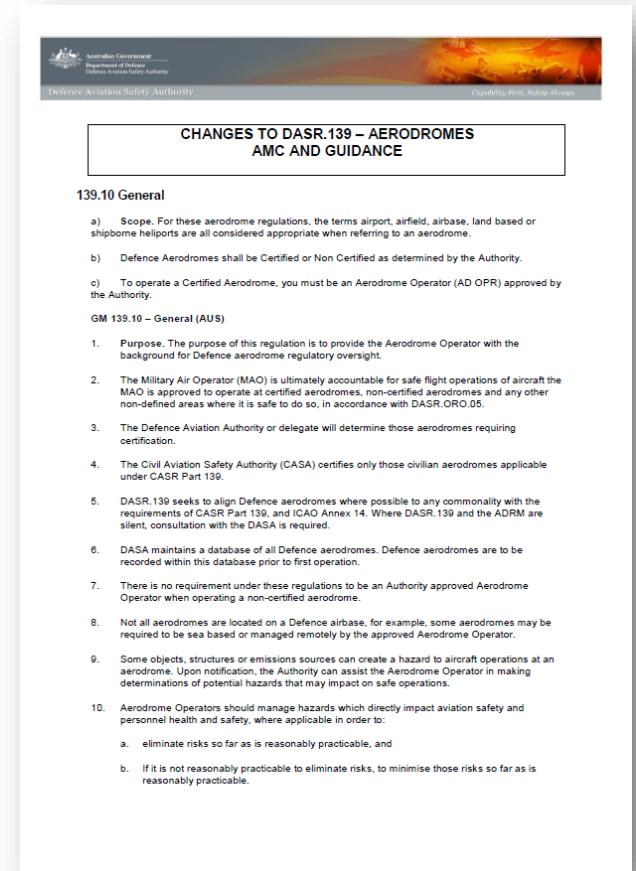 Australian Government
Department of Defence
Defence Aviation Safety Authority
Defence Aviation Safety Authority
Capability First, Safety Always.
CHANGES TO DASR.139 – AERODROMES
AMC AND GUIDANCE
139.10 General
a) Scope. For these aerodrome regulations, the terms airport, airfield, airbase, land based or
shipborne heliports are all considered appropriate when referring to an aerodrome.
b) Defence Aerodromes shall be Certified or Non Certified as determined by the Authority.
c) To operate a Certified Aerodrome, you must be an Aerodrome Operator (AD OPR) approved by
the Authority.
GM 139.10 – General (AUS)
1. Purpose. The purpose of this regulation is to provide the Aerodrome Operator with the
background for Defence aerodrome regulatory oversight.
2. The Military Air Operator (MAO) is ultimately accountable for safe flight operations of aircraft the
MAO is approved to operate at certified aerodromes, non-certified aerodromes and any other
non-defined areas where it is safe to do so, in accordance with DASR.ORO.05.
3. The Defence Aviation Authority or delegate will determine those aerodromes requiring
certification.
4. The Civil Aviation Safety Authority (CASA) certifies only those civilian aerodromes applicable
under CASR Part 139.
5. DASR.139 seeks to align Defence aerodromes where possible to any commonality with the
requirements of CASR Part 139, and ICAO Annex 14. Where DASR.139 and the ADRM are
silent, consultation with the DASA is required.
6. DASA maintains a database of all Defence aerodromes. Defence aerodromes are to be
recorded within this database prior to first operation.
7. There is no requirement under these regulations to be an Authority approved Aerodrome
Operator when operating a non-certified aerodrome.
8. Not all aerodromes are located on a Defence airbase, for example, some aerodromes may be
required to be sea based or managed remotely by the approved Aerodrome Operator.
9. Some objects, structures or emissions sources can create a hazard to aircraft operations at an
aerodrome. Upon notification, the Authority can assist the Aerodrome Operator in making
determinations of potential hazards that may impact on safe operations.
10. Aerodrome Operators should manage hazards which directly impact aviation safety and
personnel health and safety, where applicable in order to:
a. eliminate risks so far as is reasonably practicable, and
b. If it is not reasonably practicable to eliminate risks, to minimise those risks so far as is
reasonably practicable.